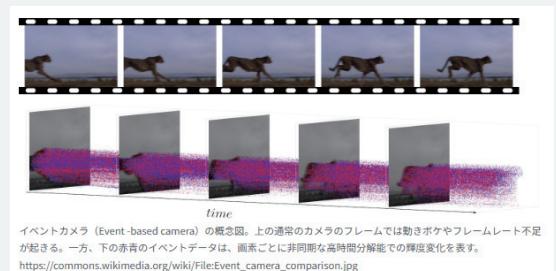 time
イベントカメラ（Event -based camera）の概念図。上の通常のカメラのフレームでは動きボケやフレームレート不足
が起きる。一方、下の赤青のイベントデータは、画素ごとに非同期な高時間分解能での輝度変化を表す。
https://commons.wikimedia.org/wiki/File:Event_camera_comparison.jpg